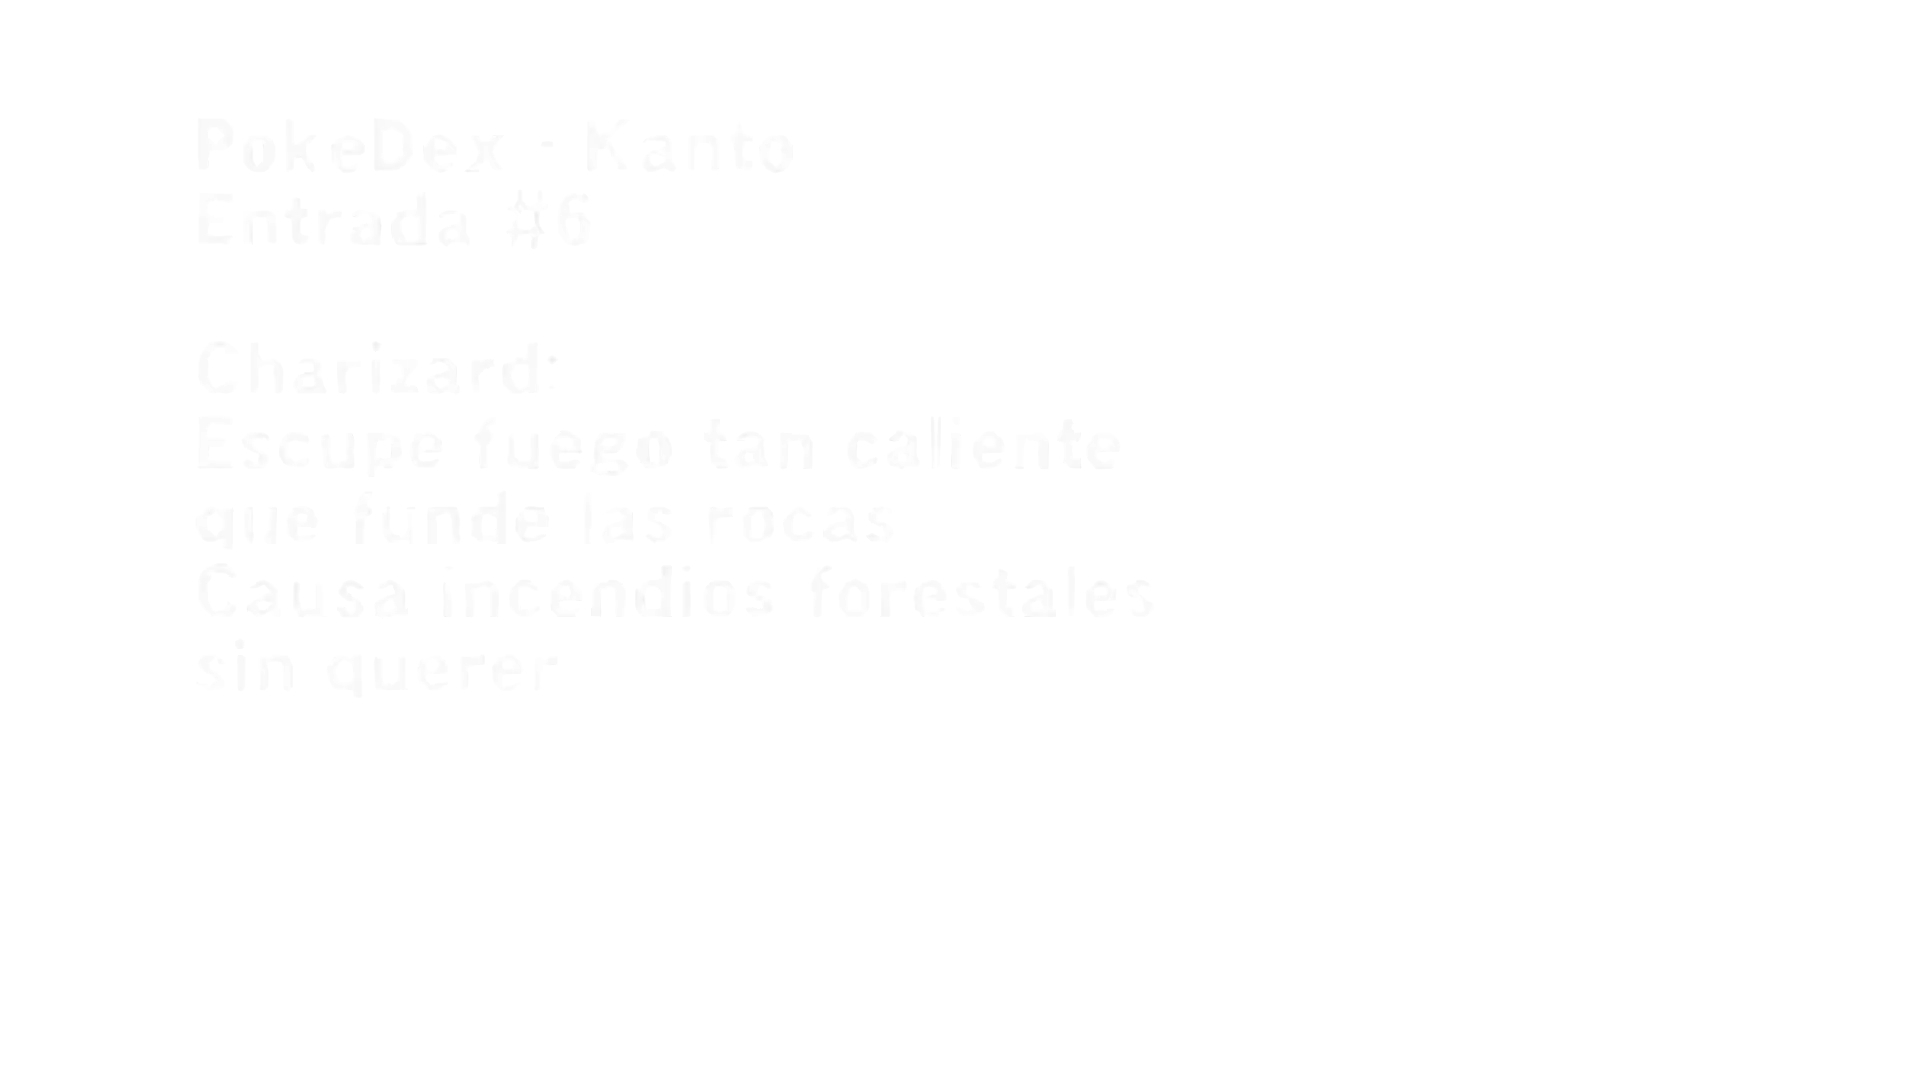 PokeDex - Kanto
Entrada #6
Charizard:
Escupe fuego tan caliente
que funde las rocas
Causa incendios forestales
sin querer